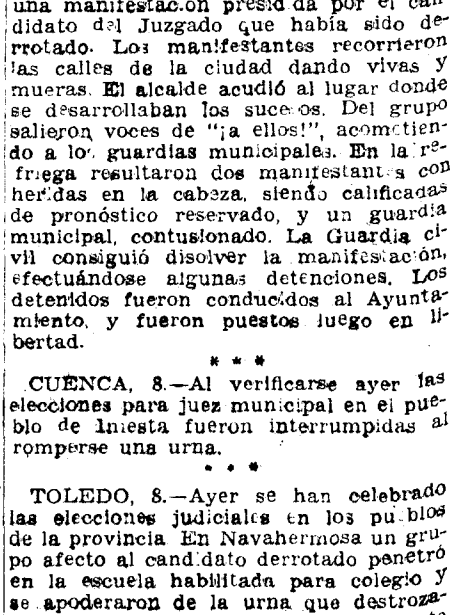 una manifestación presidida por el can-
didato del Juzgado que había sido de-
rrotado. Los manifestantes recorrieron
las calles de la ciudad dando vivas y
mueras. El alcalde acudió al lugar donde
se desarrollaban los sucesos. Del grupo
salieron voces de "¡a ellos!", acometien-
do a los guardias municipales. En la re-
friega resultaron dos manifestantes con
heridas en la cabeza, siendo calificadas
de pronóstico reservado, y un guardia
municipal, contusionado. La Guardia ci-
vil consiguió disolver la manifestación,
efectuándose algunas detenciones. Los
detenidos fueron conducidos al Ayunta-
miento, y fueron puestos luego en li-
bertad.
* * *
CUENCA, 8.—Al verificarse ayer las
elecciones para juez municipal en el pue-
blo de Iniesta fueron interrumpidas al
romperse una urna.
* * *
TOLEDO, 8.—Ayer se han celebrado
las elecciones judiciales en los pueblos
de la provincia En Navahermosa un gru-
po afecto al candidato derrotado penetró
en la escuela habilitada para colegio y
se apoderaron de la urna que destroza-